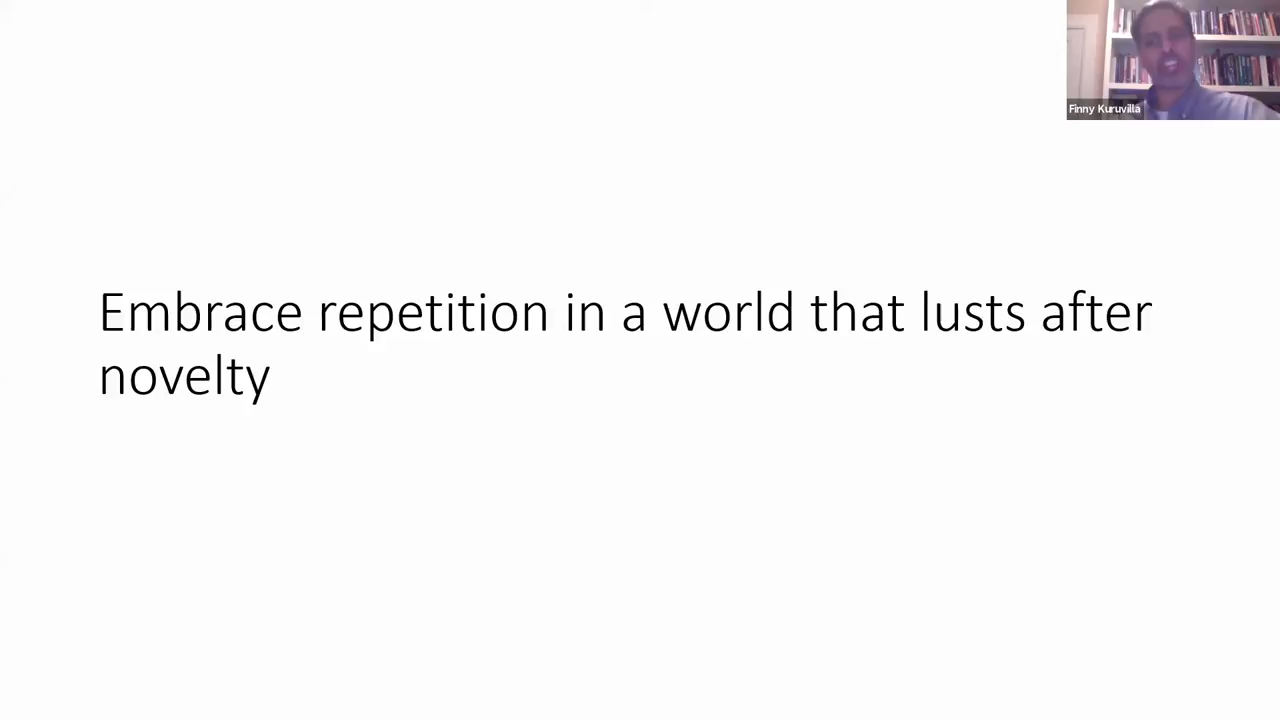 Finny Kuruvilla
Embrace repetition in a world that lusts after
novelty